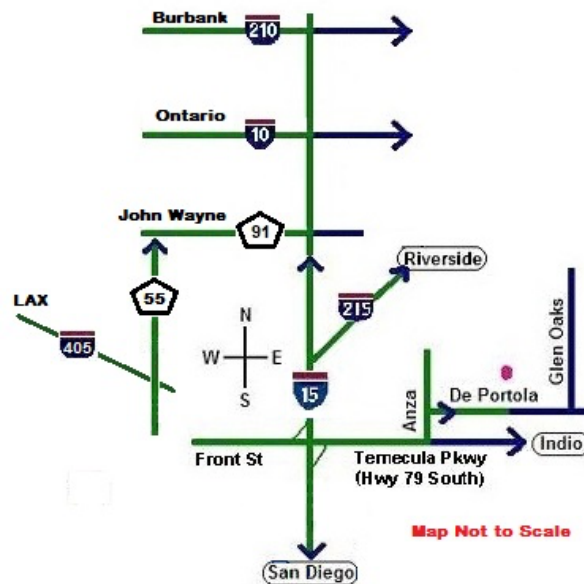 Burbank
210
Ontario
10
John Wayne
91
Riverside
LAX
55
215
405
N
W
E
S
15
Glen Oaks
Anza
De Portola
Front St
Temecula Pkwy
(Hwy 79 South)
Indio
Map Not to Scale
San Diego